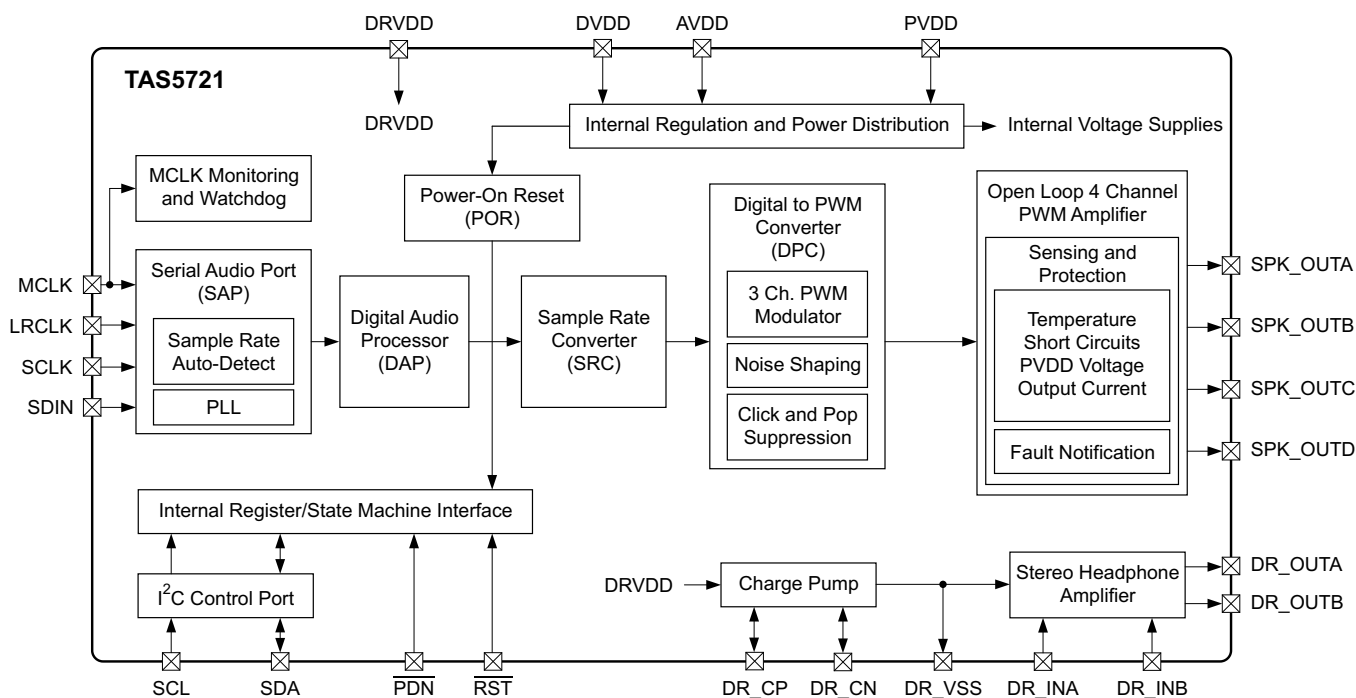 DRVDD
DVDD
AVDD
PVDD
TAS5721
DRVDD
Internal Regulation and Power Distribution
Internal Voltage Supplies
MCLK Monitoring
and Watchdog
Power-On Reset
(POR)
Digital to PWM
Converter
(DPC)
3 Ch. PWM
Modulator
Noise Shaping
Click and Pop
Suppression
Open Loop 4 Channel
PWM Amplifier
Sensing and
Protection
Temperature
Short Circuits
PVDD Voltage
Output Current
Fault Notification
MCLK
LRCLK
SCLK
SDIN
Serial Audio Port
(SAP)
Sample Rate
Auto-Detect
PLL
Digital Audio
Processor
(DAP)
Sample Rate
Converter
(SRC)
SPK_OUTA
SPK_OUTB
SPK_OUTC
SPK_OUTD
Internal Register/State Machine Interface
I²C Control Port
DRVDD
Charge Pump
Stereo Headphone
Amplifier
DR_OUTA
DR_OUTB
SCL
SDA
PDN
RST
DR_CP
DR_CN
DR_VSS
DR_INA
DR_INB